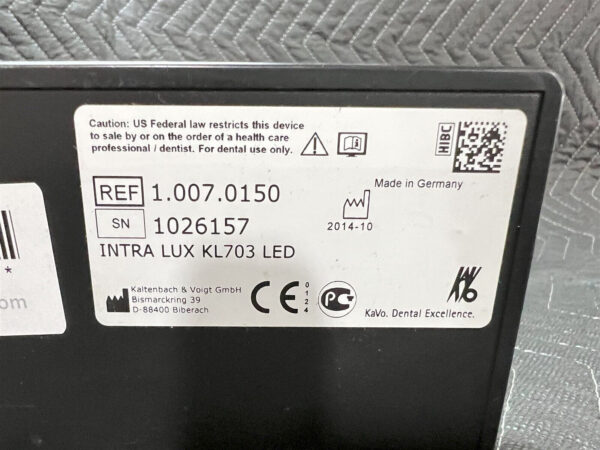 Caution: US Federal law restricts this device
to sale by or on the order of a health care
professional / dentist. For dental use only.
HIBC
REF 1.007.0150
Made in Germany
SN 1026157
2014-10
INTRA LUX KL703 LED
Kaltenbach & Voigt GmbH
Bismarckring 39
D-88400 Biberach
CE 0124
PC
KAVO
KaVo. Dental Excellence.
*
om